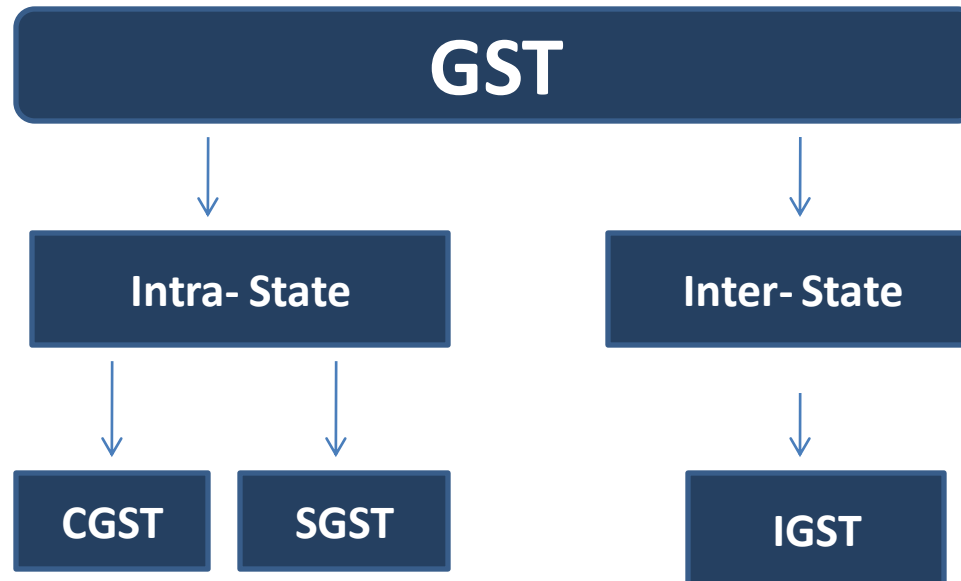 GST
Intra- State
Inter- State
CGST
SGST
IGST